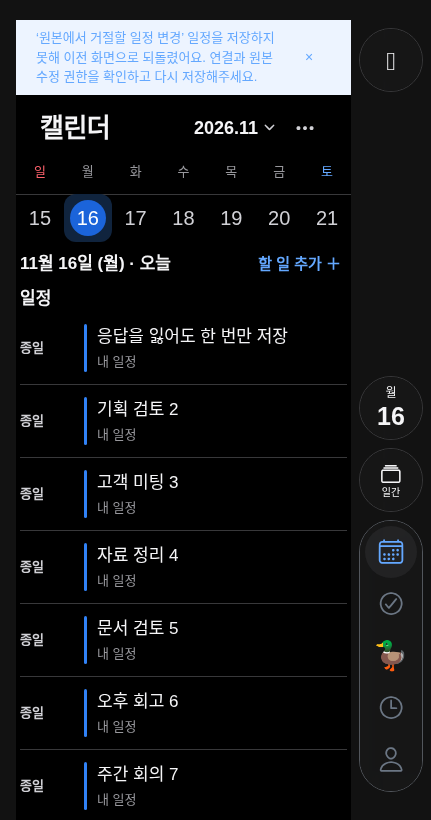 '원본에서 거절할 일정 변경' 일정을 저장하지
못해 이전 화면으로 되돌렸어요. 연결과 원본
수정 권한을 확인하고 다시 저장해주세요.
×
캘린더
2026.11
일 월 화 수 목 금 토
15 16 17 18 19 20 21
11월 16일 (월) · 오늘
할 일 추가
일정
종일
응답을 잃어도 한 번만 저장
내 일정
종일
기획 검토 2
내 일정
종일
고객 미팅 3
내 일정
종일
자료 정리 4
내 일정
종일
문서 검토 5
내 일정
종일
오후 회고 6
내 일정
종일
주간 회의 7
내 일정
월
16
일간